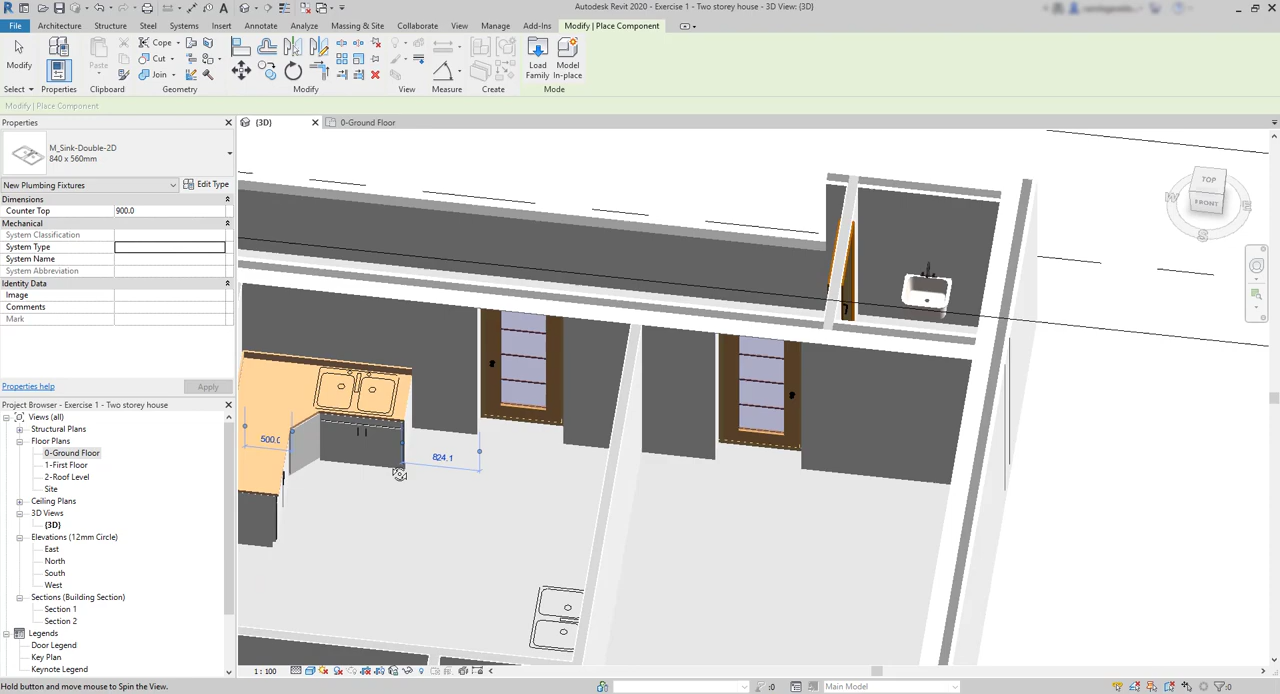 Autodesk Revit 2020 - Exercise 1 - Two storey house - 3D View: {3D}
File Architecture Structure Steel Systems Insert Annotate Analyze Massing & Site Collaborate View Manage Add-Ins Modify | Place Component
Modify
Paste
Cope
Cut
Join
Load Family
Model In-place
Select Properties Clipboard Geometry Modify View Measure Create Mode
Modify | Place Component
Properties
{3D}
0-Ground Floor
M_Sink-Double-2D
840 x 560mm
New Plumbing Fixtures
Edit Type
Dimensions
Counter Top 900.0
Mechanical
System Classification
System Type
System Name
System Abbreviation
Identity Data
Image
Comments
Mark
Properties help
Apply
Project Browser - Exercise 1 - Two storey house
Views (all)
Structural Plans
Floor Plans
0-Ground Floor
1-First Floor
2-Roof Level
Site
Ceiling Plans
3D Views
{3D}
Elevations (12mm Circle)
East
North
South
West
Sections (Building Section)
Section 1
Section 2
Legends
Door Legend
Key Plan
Keynote Legend
TOP
FRONT
W
E
S
824.1
1 : 100
Hold button and move mouse to Spin the View.
:0
Main Model
:0